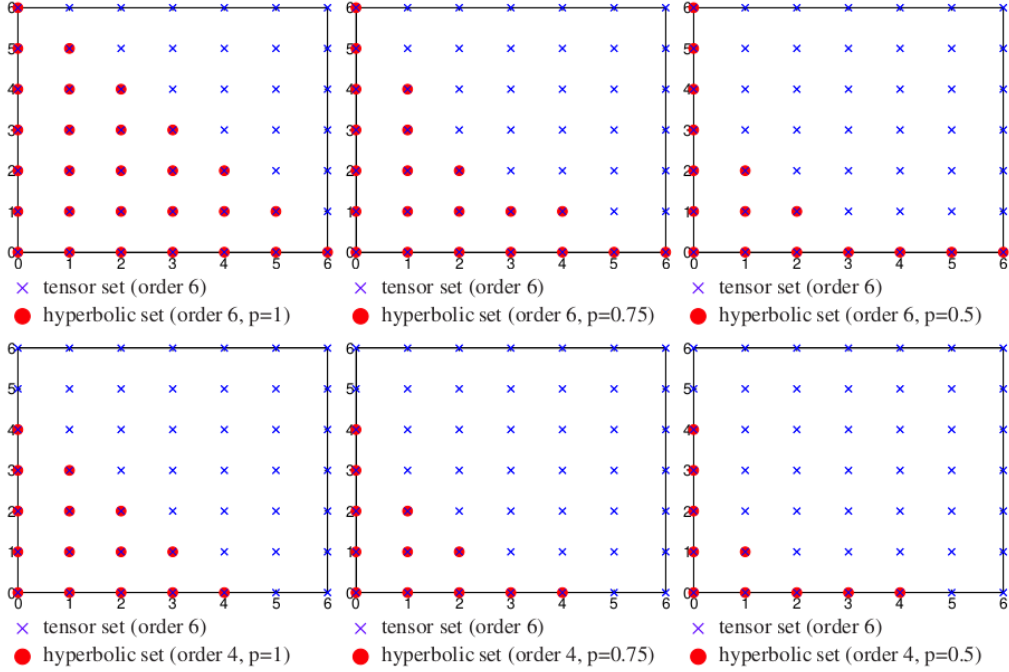 6
5
4
3
2
1
0
0 1 2 3 4 5 6
× tensor set (order 6)
hyperbolic set (order 6, p=1)
6
5
4
3
2
1
0
0 1 2 3 4 5 6
× tensor set (order 6)
hyperbolic set (order 6, p=0.75)
6
5
4
3
2
1
0
0 1 2 3 4 5 6
× tensor set (order 6)
hyperbolic set (order 6, p=0.5)
6
5
4
3
2
1
0
0 1 2 3 4 5 6
× tensor set (order 6)
hyperbolic set (order 4, p=1)
6
5
4
3
2
1
0
0 1 2 3 4 5 6
× tensor set (order 6)
hyperbolic set (order 4, p=0.75)
6
5
4
3
2
1
0
0 1 2 3 4 5 6
× tensor set (order 6)
hyperbolic set (order 4, p=0.5)